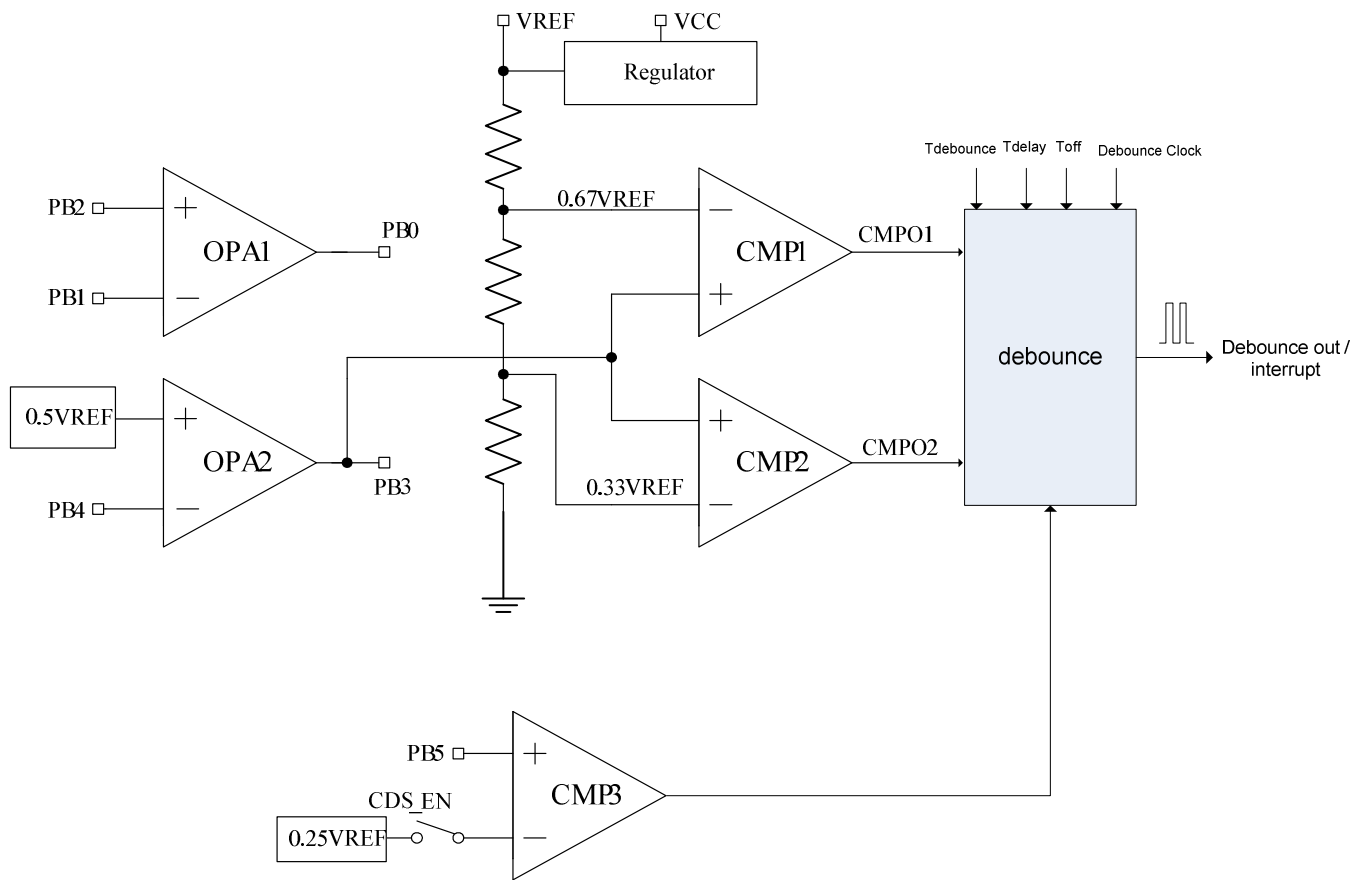 VREF
VCC
Regulator
Tdebounce
Tdelay
Toff
Debounce Clock
PB2
+
OPA1
PB0
PB1
−
0.67VREF
−
CMP1
+
CMPO1
debounce
Debounce out /
interrupt
0.5VREF
+
OPA2
PB3
PB4
−
+
CMP2
−
CMPO2
0.33VREF
PB5
+
CMP3
−
CDS_EN
0.25VREF